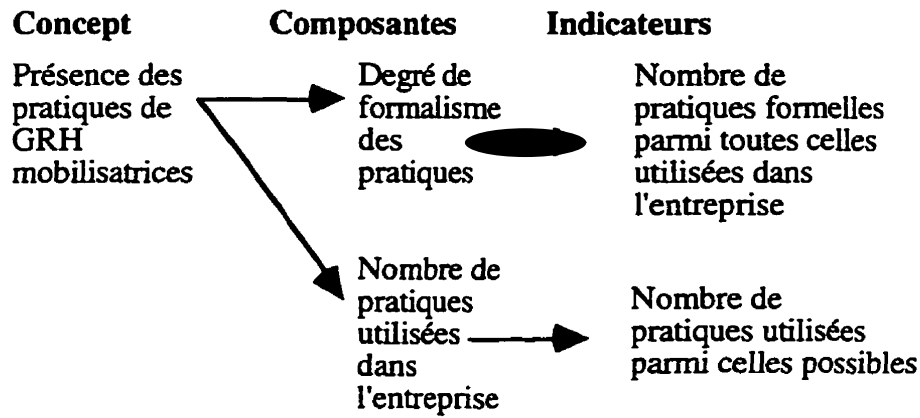 Concept
Composantes
Indicateurs
Présence des
pratiques de
GRH
mobilisatrices
Degré de
formalisme
des
pratiques
Nombre de
pratiques formelles
parmi toutes celles
utilisées dans
l'entreprise
Nombre de
pratiques
utilisées
dans
l'entreprise
Nombre de
pratiques utilisées
parmi celles possibles